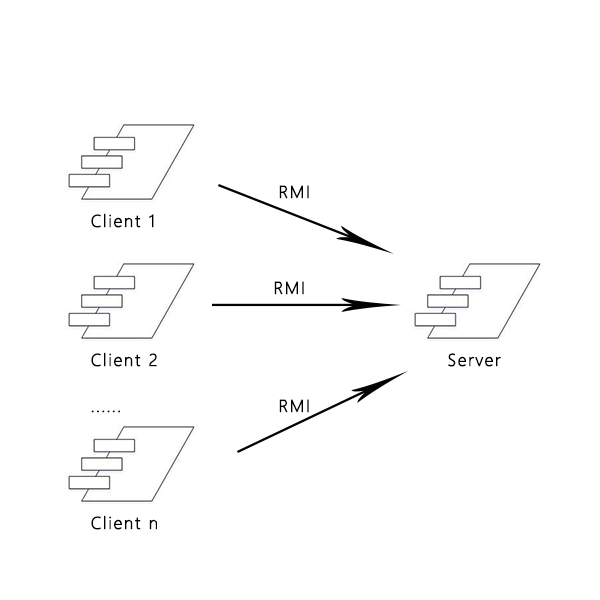 RMI
Client 1
RMI
Client 2
Server
......
RMI
Client n